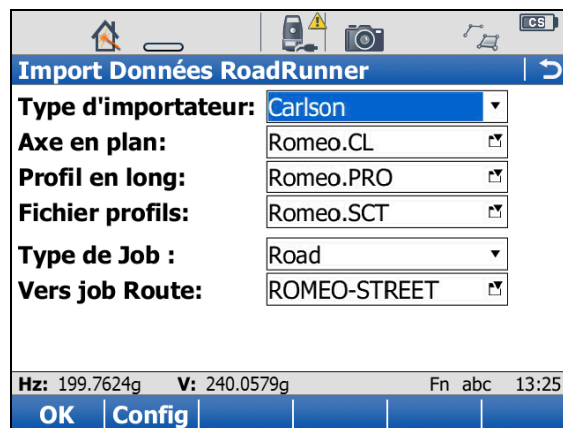 CS
Import Données RoadRunner
Type d'importateur: Carlson
Axe en plan: Romeo.CL
Profil en long: Romeo.PRO
Fichier profils: Romeo.SCT
Type de Job : Road
Vers job Route: ROMEO-STREET
Hz: 199.7624g V: 240.0579g Fn abc 13:25
OK Config